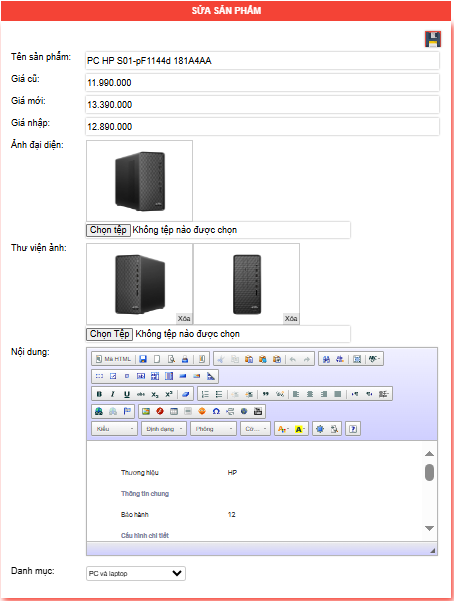 SỬA SẢN PHẨM
Tên sản phẩm: PC HP S01-pF1144d 181A4AA
Giá cũ: 11.990.000
Giá mới: 13.390.000
Giá nhập: 12.890.000
Ảnh đại diện:
Chọn tệp Không tệp nào được chọn
Thư viện ảnh:
Xóa Xóa
Chọn Tệp Không tệp nào được chọn
Nội dung:
Mã HTML
B I U abc X₂ X²
Kiểu Định dạng Phông Cỡ...
Thương hiệu HP
Thông tin chung
Bảo hành 12
Cấu hình chi tiết
Danh mục: PC và laptop